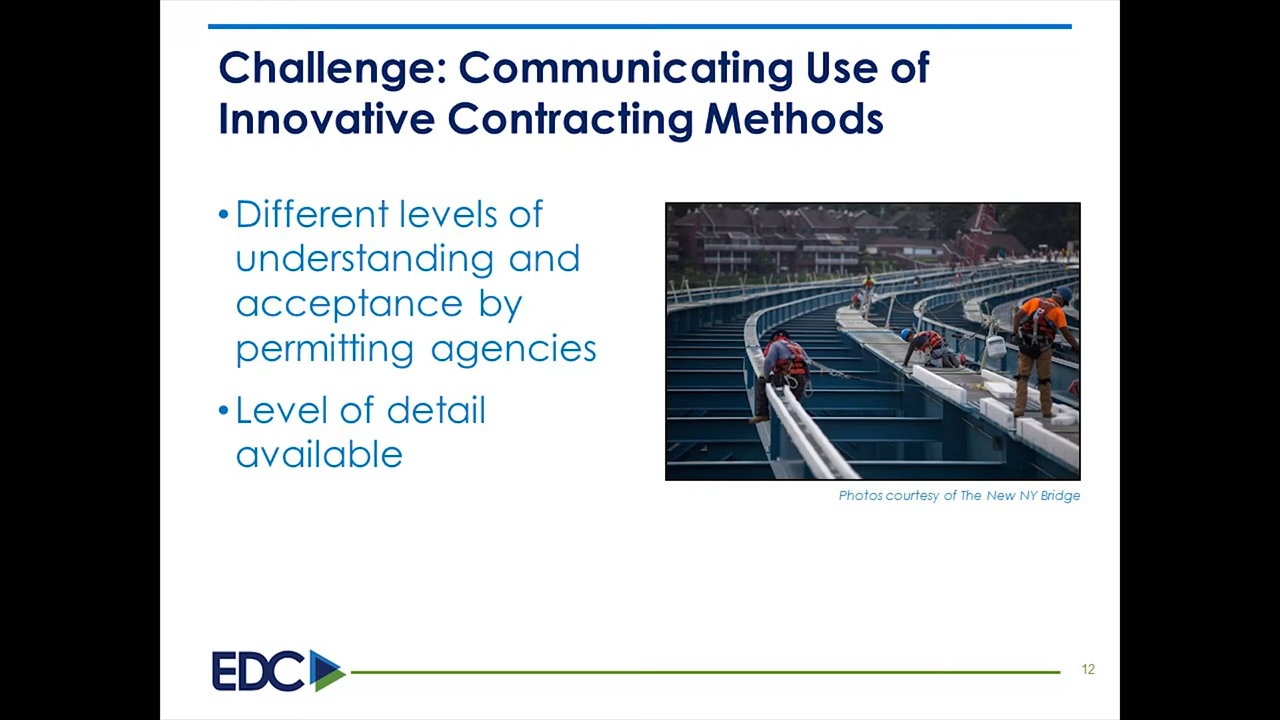 Challenge: Communicating Use of
Innovative Contracting Methods
• Different levels of
understanding and
acceptance by
permitting agencies
• Level of detail
available
Photos courtesy of The New NY Bridge
EDC
12